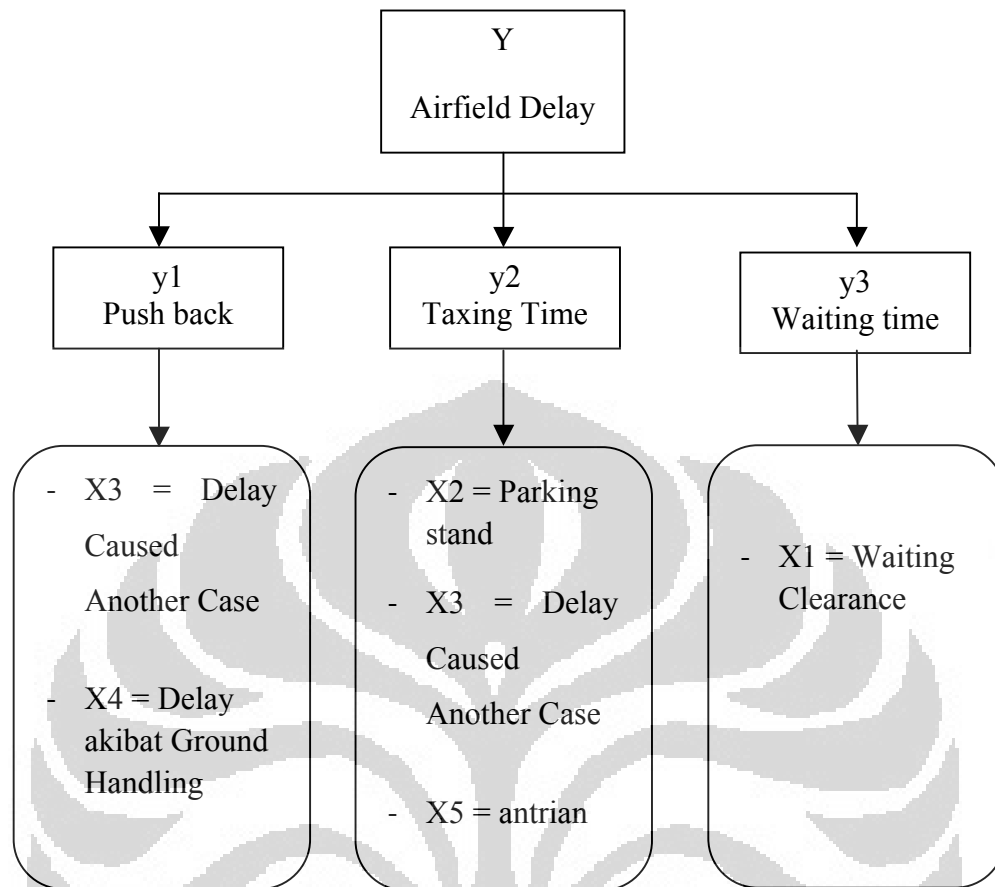 Y
Airfield Delay
y1
Push back
y2
Taxing Time
y3
Waiting time
- X3 = Delay
Caused
Another Case
- X4 = Delay
akibat Ground
Handling
- X2 = Parking
stand
- X3 = Delay
Caused
Another Case
- X5 = antrian
- X1 = Waiting
Clearance